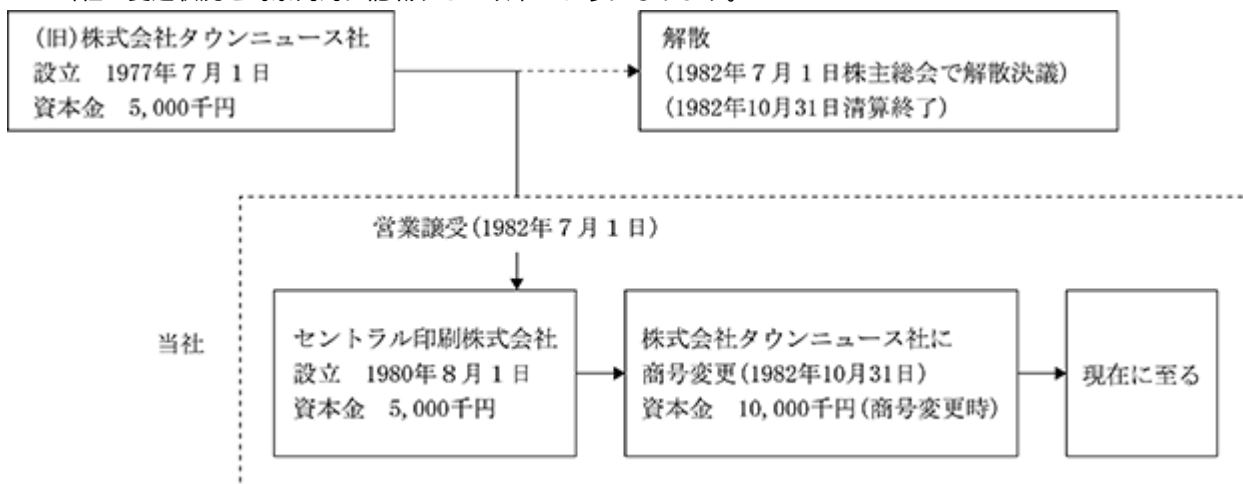 (旧)株式会社タウンニュース社
設立 1977年7月1日
資本金 5,000千円
解散
(1982年7月1日株主総会で解散決議)
(1982年10月31日清算終了)
営業譲受(1982年7月1日)
当社
セントラル印刷株式会社
設立 1980年8月1日
資本金 5,000千円
株式会社タウンニュース社に
商号変更(1982年10月31日)
資本金 10,000千円(商号変更時)
現在に至る